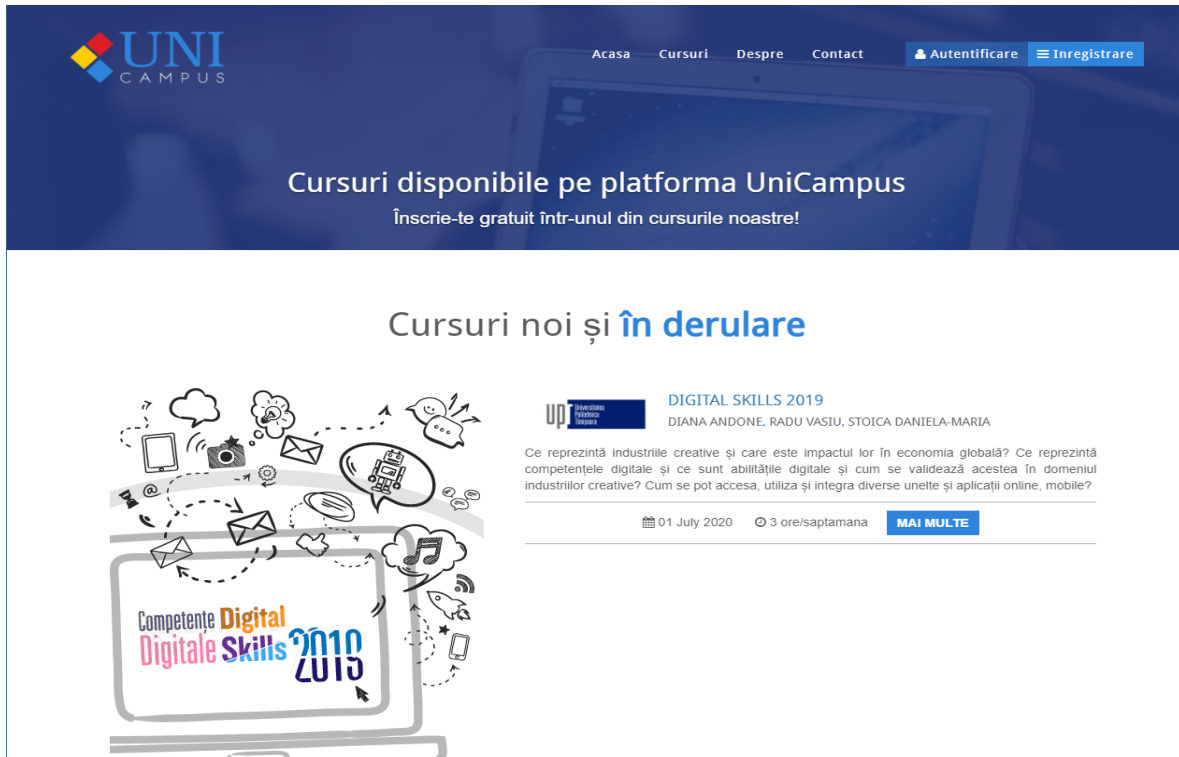 UNI
CAMPUS
Acasa Cursuri Despre Contact Autentificare Inregistrare
Cursuri disponibile pe platforma UniCampus
Înscrie-te gratuit într-unul din cursurile noastre!
Cursuri noi și în derulare
upt Universitatea
Politehnica
Timișoara
DIGITAL SKILLS 2019
DIANA ANDONE, RADU VASIU, STOICA DANIELA-MARIA
Ce reprezintă industriile creative și care este impactul lor în economia globală? Ce reprezintă
competențele digitale și ce sunt abilitățile digitale și cum se validează acestea în domeniul
industriilor creative? Cum se pot accesa, utiliza și integra diverse unelte și aplicații online, mobile?
01 July 2020 3 ore/saptamana MAI MULTE
@
Competențe Digital
Digitale Skills 2019